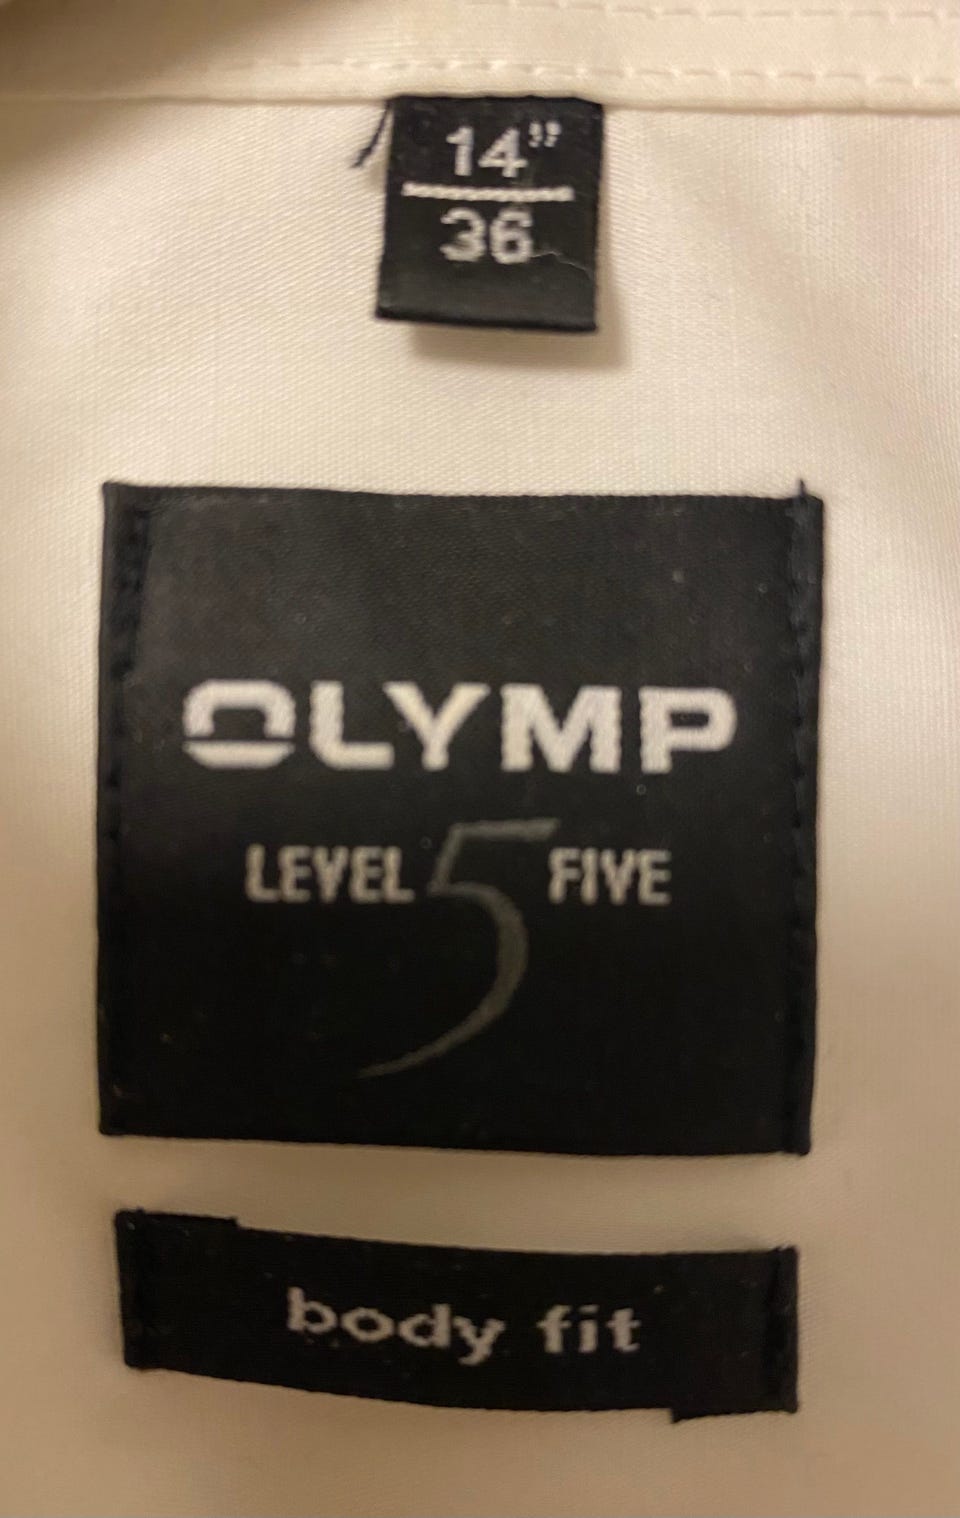 14"
36
OLYMP
LEVEL 5 FIVE
body fit